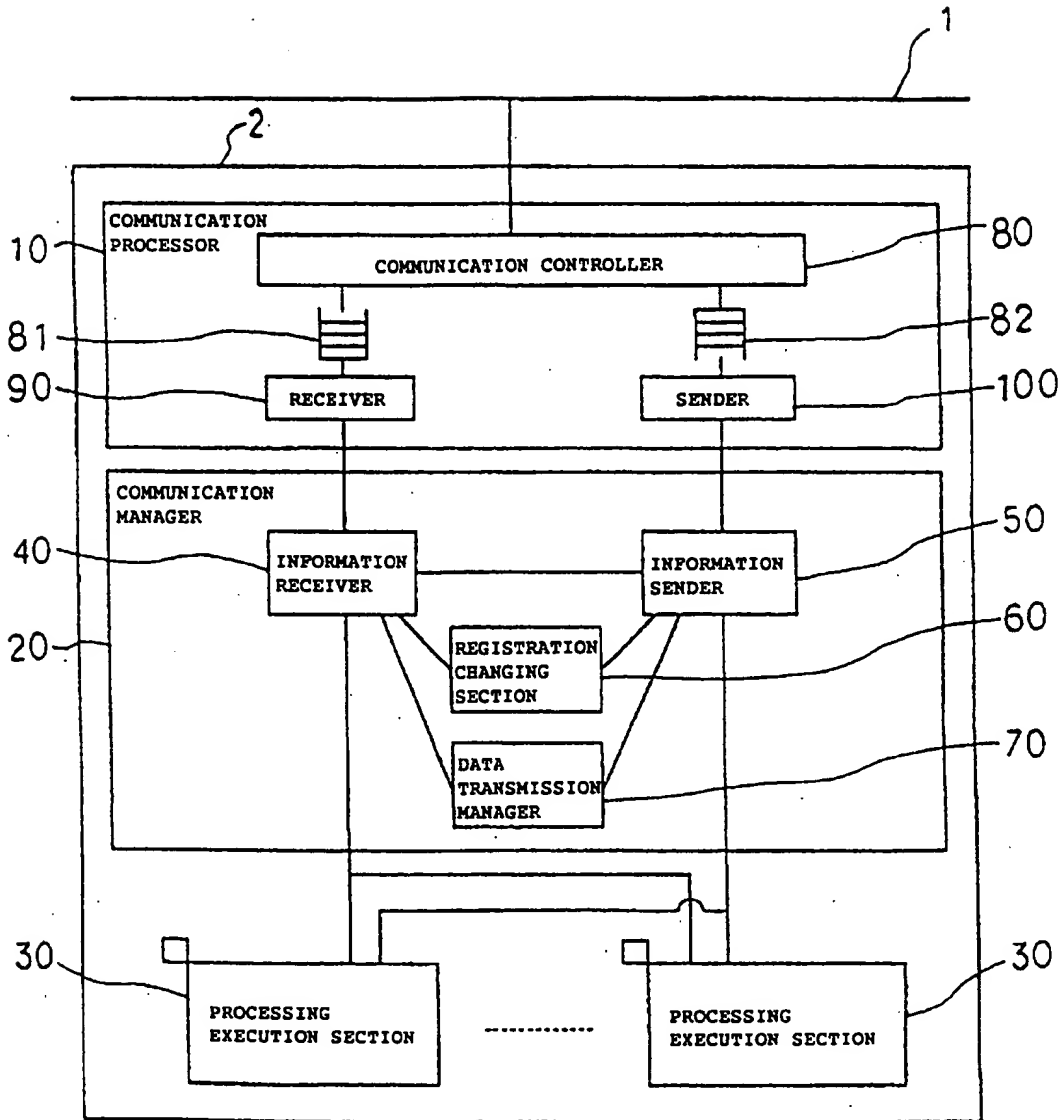 1
2
COMMUNICATION
PROCESSOR
10
80
COMMUNICATION CONTROLLER
81
82
90
RECEIVER
SENDER
100
COMMUNICATION
MANAGER
40
INFORMATION
RECEIVER
INFORMATION
SENDER
50
20
REGISTRATION
CHANGING
SECTION
60
DATA
TRANSMISSION
MANAGER
70
30
PROCESSING
EXECUTION SECTION
PROCESSING
EXECUTION SECTION
30